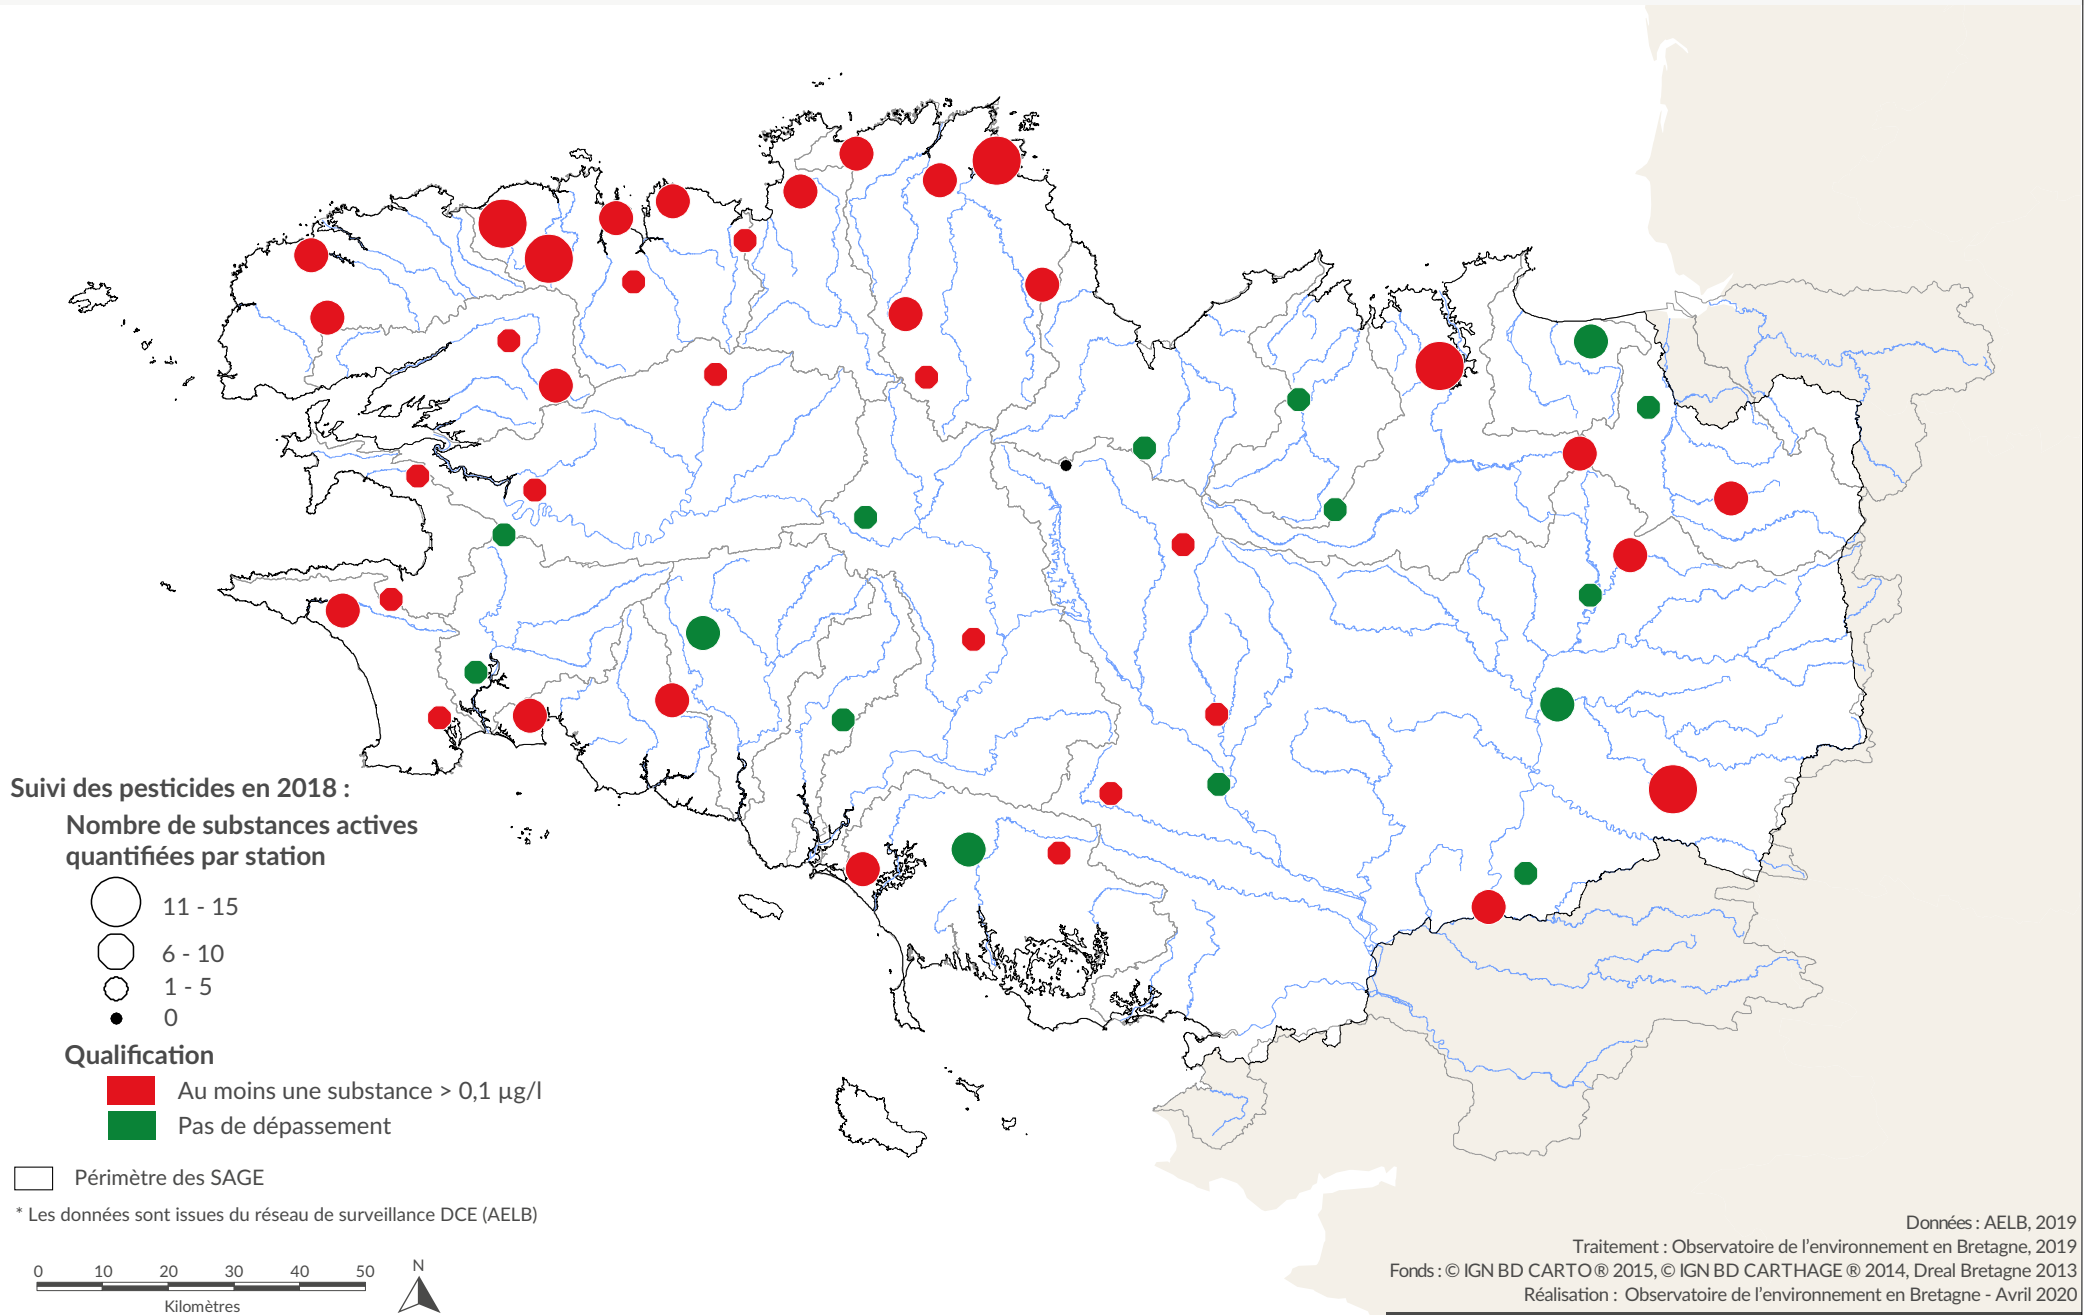 Suivi des pesticides en 2018 :
Nombre de substances actives
quantifiées par station
11 - 15
6 - 10
1 - 5
0
Qualification
Au moins une substance > 0,1 µg/l
Pas de dépassement
Périmètre des SAGE
* Les données sont issues du réseau de surveillance DCE (AELB)
0 10 20 30 40 50
Kilomètres
N
Données : AELB, 2019
Traitement : Observatoire de l'environnement en Bretagne, 2019
Fonds : © IGN BD CARTO ® 2015, © IGN BD CARTHAGE ® 2014, Dreal Bretagne 2013
Réalisation : Observatoire de l'environnement en Bretagne - Avril 2020